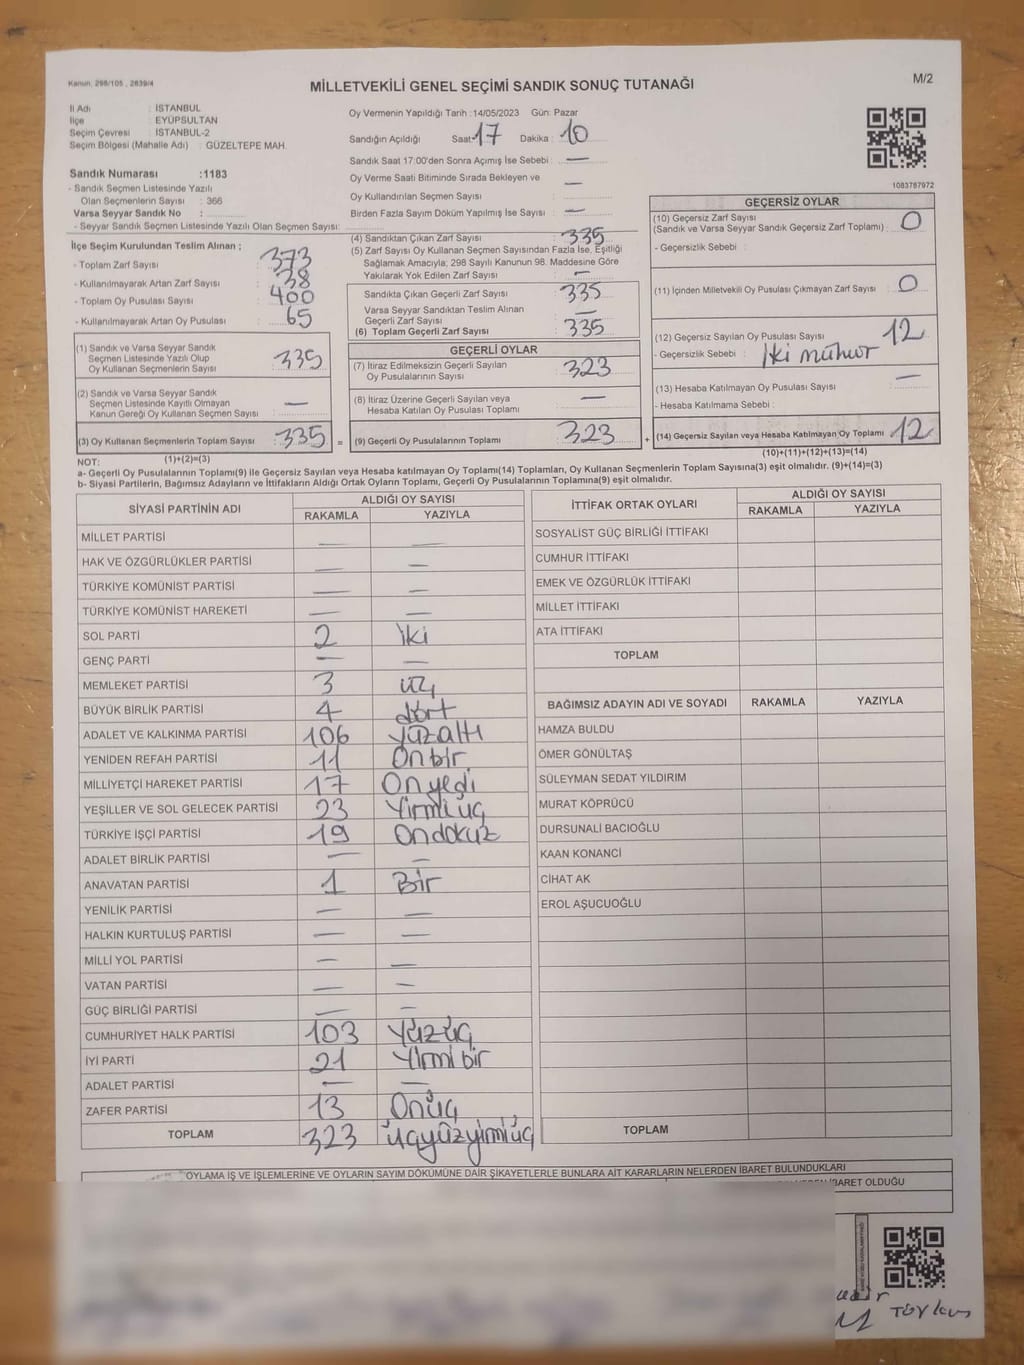 Kanun: 298/105 , 2839/4
MİLLETVEKİLİ GENEL SEÇİMİ SANDIK SONUÇ TUTANAĞI
M/2
İl Adı : İSTANBUL
İlçe : EYÜPSULTAN
Seçim Çevresi : İSTANBUL-2
Seçim Bölgesi (Mahalle Adı) : GÜZELTEPE MAH.
Sandık Numarası :1183
- Sandık Seçmen Listesinde Yazılı
Olan Seçmenlerin Sayısı : 366
Varsa Seyyar Sandık No :
- Seyyar Sandık Seçmen Listesinde Yazılı Olan Seçmen Sayısı:
Oy Vermenin Yapıldığı Tarih :14/05/2023 Gün: Pazar
Sandığın Açıldığı Saat: 17 Dakika : 10
Sandık Saat 17:00'den Sonra Açımış İse Sebebi : —
Oy Verme Saati Bitiminde Sırada Bekleyen ve
Oy Kullandırılan Seçmen Sayısı : —
Birden Fazla Sayım Döküm Yapılmış İse Sayısı : —
1083787972
İlçe Seçim Kurulundan Teslim Alınan ;
- Toplam Zarf Sayısı : 373
- Kullanılmayarak Artan Zarf Sayısı : 38
- Toplam Oy Pusulası Sayısı : 400
- Kullanılmayarak Artan Oy Pusulası : 65
(1) Sandık ve Varsa Seyyar Sandık
Seçmen Listesinde Yazılı Olup
Oy Kullanan Seçmenlerin Sayısı : 335
(2) Sandık ve Varsa Seyyar Sandık
Seçmen Listesinde Kayıtlı Olmayan
Kanun Gereği Oy Kullanan Seçmen Sayısı : —
(3) Oy Kullanan Seçmenlerin Toplam Sayısı : 335
(1)+(2)=(3)
(4) Sandıktan Çıkan Zarf Sayısı : 335
(5) Zarf Sayısı Oy Kullanan Seçmen Sayısından Fazla İse, Eşitliği
Sağlamak Amacıyla; 298 Sayılı Kanunun 98. Maddesine Göre
Yakılarak Yok Edilen Zarf Sayısı : —
Sandıkta Çıkan Geçerli Zarf Sayısı : 335
Varsa Seyyar Sandıktan Teslim Alınan
Geçerli Zarf Sayısı : —
(6) Toplam Geçerli Zarf Sayısı : 335
GEÇERLİ OYLAR
(7) İtiraz Edilmeksizin Geçerli Sayılan
Oy Pusulalarının Sayısı : 323
(8) İtiraz Üzerine Geçerli Sayılan veya
Hesaba Katılan Oy Pusulası Toplamı : —
= (9) Geçerli Oy Pusulalarının Toplamı : 323
GEÇERSİZ OYLAR
(10) Geçersiz Zarf Sayısı
(Sandık ve Varsa Seyyar Sandık Geçersiz Zarf Toplamı) : 0
- Geçersizlik Sebebi :
(11) İçinden Milletvekili Oy Pusulası Çıkmayan Zarf Sayısı : 0
(12) Geçersiz Sayılan Oy Pusulası Sayısı : 12
- Geçersizlik Sebebi : İki mühür
(13) Hesaba Katılmayan Oy Pusulası Sayısı : —
- Hesaba Katılmama Sebebi :
+ (14) Geçersiz Sayılan veya Hesaba Katılmayan Oy Toplamı : 12
(10)+(11)+(12)+(13)=(14)
NOT:
a- Geçerli Oy Pusulalarının Toplamı(9) ile Geçersiz Sayılan veya Hesaba katılmayan Oy Toplamı(14) Toplamları, Oy Kullanan Seçmenlerin Toplam Sayısına(3) eşit olmalıdır. (9)+(14)=(3)
b- Siyasi Partilerin, Bağımsız Adayların ve İttifakların Aldığı Ortak Oyların Toplamı, Geçerli Oy Pusulalarının Toplamına(9) eşit olmalıdır.
SİYASİ PARTİNİN ADI ALDIĞI OY SAYISI
RAKAMLA YAZIYLA
MİLLET PARTİSİ — —
HAK VE ÖZGÜRLÜKLER PARTİSİ — —
TÜRKİYE KOMÜNİST PARTİSİ — —
TÜRKİYE KOMÜNİST HAREKETİ — —
SOL PARTİ 2 iki
GENÇ PARTİ — —
MEMLEKET PARTİSİ 3 üç
BÜYÜK BİRLİK PARTİSİ 4 dört
ADALET VE KALKINMA PARTİSİ 106 yüzaltı
YENİDEN REFAH PARTİSİ 11 Onbir
MİLLİYETÇİ HAREKET PARTİSİ 17 Onyedi
YEŞİLLER VE SOL GELECEK PARTİSİ 23 Yirmiüç
TÜRKİYE İŞÇİ PARTİSİ 19 Ondokuz
ADALET BİRLİK PARTİSİ — —
ANAVATAN PARTİSİ 1 Bir
YENİLİK PARTİSİ — —
HALKIN KURTULUŞ PARTİSİ — —
MİLLİ YOL PARTİSİ — —
VATAN PARTİSİ — —
GÜÇ BİRLİĞİ PARTİSİ — —
CUMHURİYET HALK PARTİSİ 103 Yüzüç
İYİ PARTİ 21 Yirmi bir
ADALET PARTİSİ — —
ZAFER PARTİSİ 13 Onüç
TOPLAM 323 üçyüzyirmiüç
İTTİFAK ORTAK OYLARI ALDIĞI OY SAYISI
RAKAMLA YAZIYLA
SOSYALİST GÜÇ BİRLİĞİ İTTİFAKI
CUMHUR İTTİFAKI
EMEK VE ÖZGÜRLÜK İTTİFAKI
MİLLET İTTİFAKI
ATA İTTİFAKI
TOPLAM
BAĞIMSIZ ADAYIN ADI VE SOYADI RAKAMLA YAZIYLA
HAMZA BULDU
ÖMER GÖNÜLTAŞ
SÜLEYMAN SEDAT YILDIRIM
MURAT KÖPRÜCÜ
DURSUNALİ BACIOĞLU
KAAN KONANCİ
CİHAT AK
EROL AŞUCUOĞLU
TOPLAM
OYLAMA İŞ VE İŞLEMLERİNE VE OYLARIN SAYIM DÖKÜMÜNE DAİR ŞİKAYETLERLE BUNLARA AİT KARARLARIN NELERDEN İBARET BULUNDUKLARI
İBARET OLDUĞU